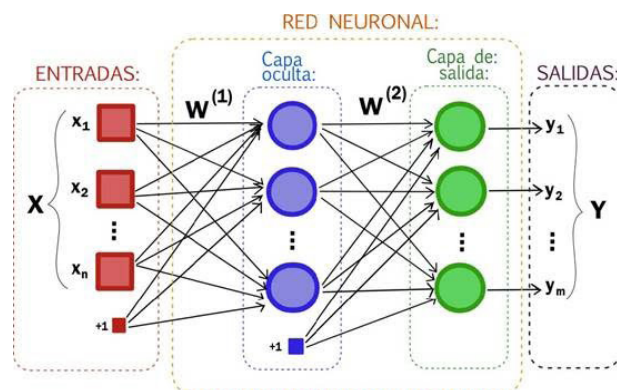 RED NEURONAL:
ENTRADAS:
Capa
oculta:
Capa de:
salida:
SALIDAS:
W(1)
W(2)
x1
x2
xn
+1
X
+1
y1
y2
ym
Y